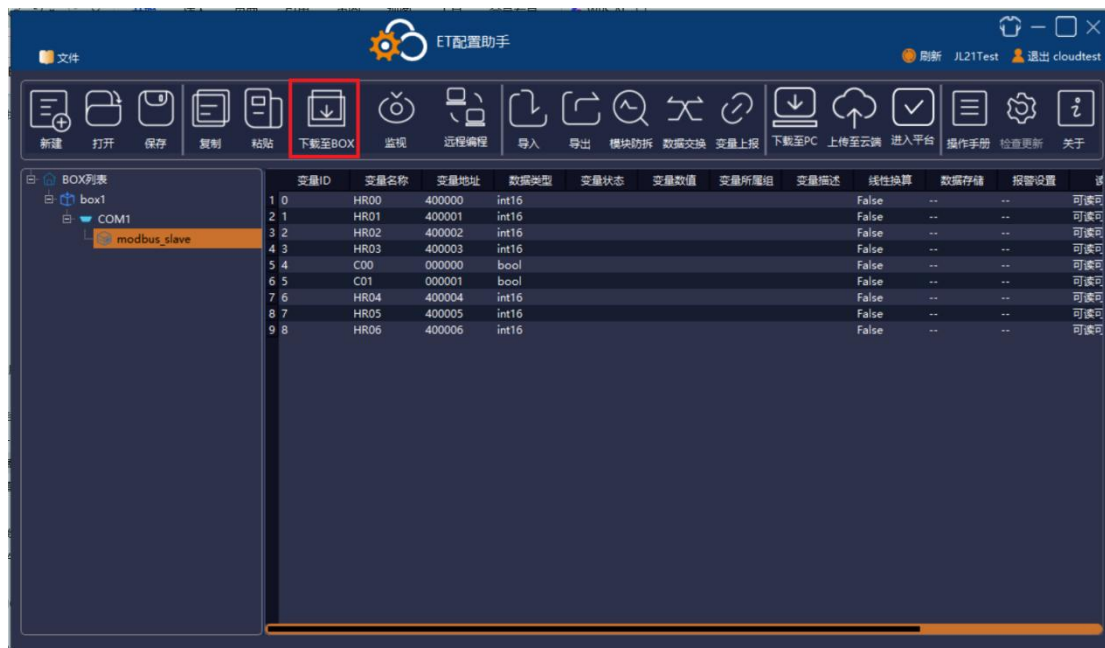 ET配置助手
文件
刷新 JL21Test 退出 cloudtest
新建 打开 保存 复制 粘贴 下载至BOX 监视 远程编程 导入 导出 模块防拆 数据交换 变量上报 下载至PC 上传至云端 进入平台 操作手册 检查更新 关于
BOX列表
box1
COM1
modbus_slave
变量ID 变量名称 变量地址 数据类型 变量状态 变量数值 变量所属组 变量描述 线性换算 数据存储 报警设置
1 0 HR00 400000 int16 False -- -- 可读可
2 1 HR01 400001 int16 False -- -- 可读可
3 2 HR02 400002 int16 False -- -- 可读可
4 3 HR03 400003 int16 False -- -- 可读可
5 4 C00 000000 bool False -- -- 可读可
6 5 C01 000001 bool False -- -- 可读可
7 6 HR04 400004 int16 False -- -- 可读可
8 7 HR05 400005 int16 False -- -- 可读可
9 8 HR06 400006 int16 False -- -- 可读可